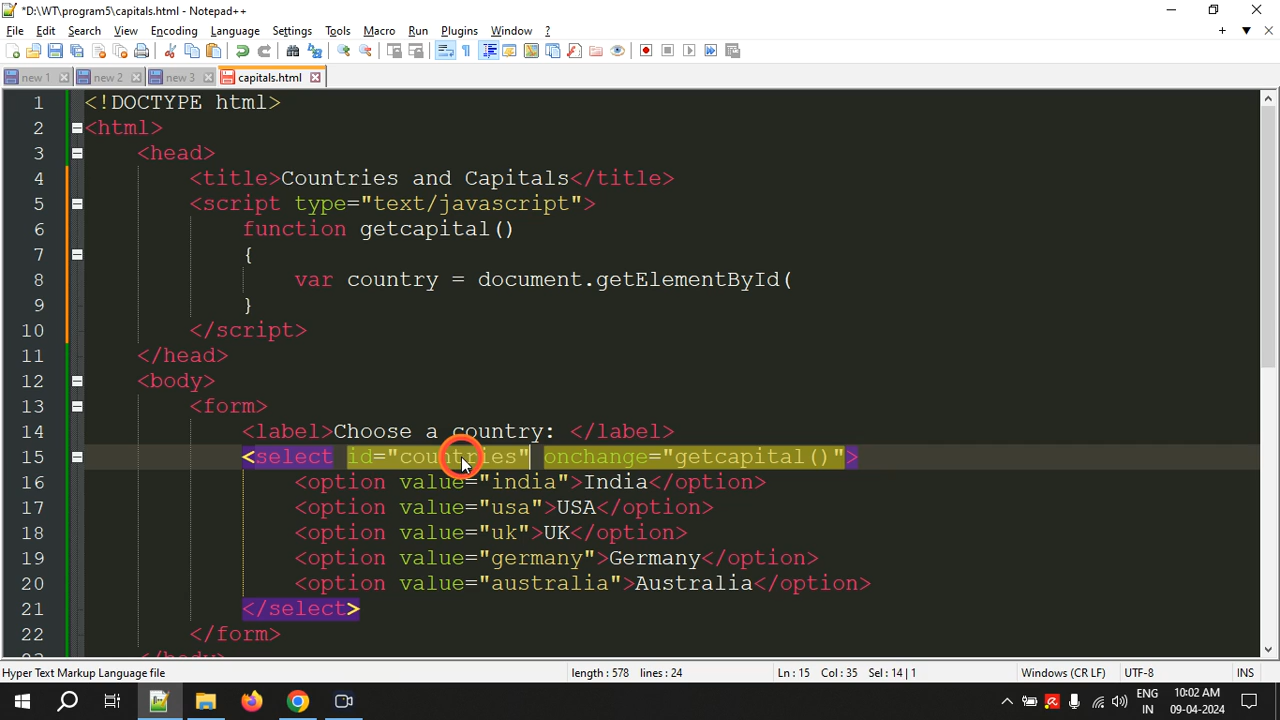 *D:\WT\program5\capitals.html - Notepad++
File Edit Search View Encoding Language Settings Tools Macro Run Plugins Window ?
new 1 new 2 new 3 capitals.html
1 <!DOCTYPE html>
2 <html>
3 <head>
4 <title>Countries and Capitals</title>
5 <script type="text/javascript">
6 function getcapital()
7 {
8 var country = document.getElementById(
9 }
10 </script>
11 </head>
12 <body>
13 <form>
14 <label>Choose a country: </label>
15 <select id="countries" onchange="getcapital()">
16 <option value="india">India</option>
17 <option value="usa">USA</option>
18 <option value="uk">UK</option>
19 <option value="germany">Germany</option>
20 <option value="australia">Australia</option>
21 </select>
22 </form>
23 </body>
Hyper Text Markup Language file length : 578 lines : 24 Ln : 15 Col : 35 Sel : 14 | 1 Windows (CR LF) UTF-8 INS
ENG 10:02 AM
IN 09-04-2024